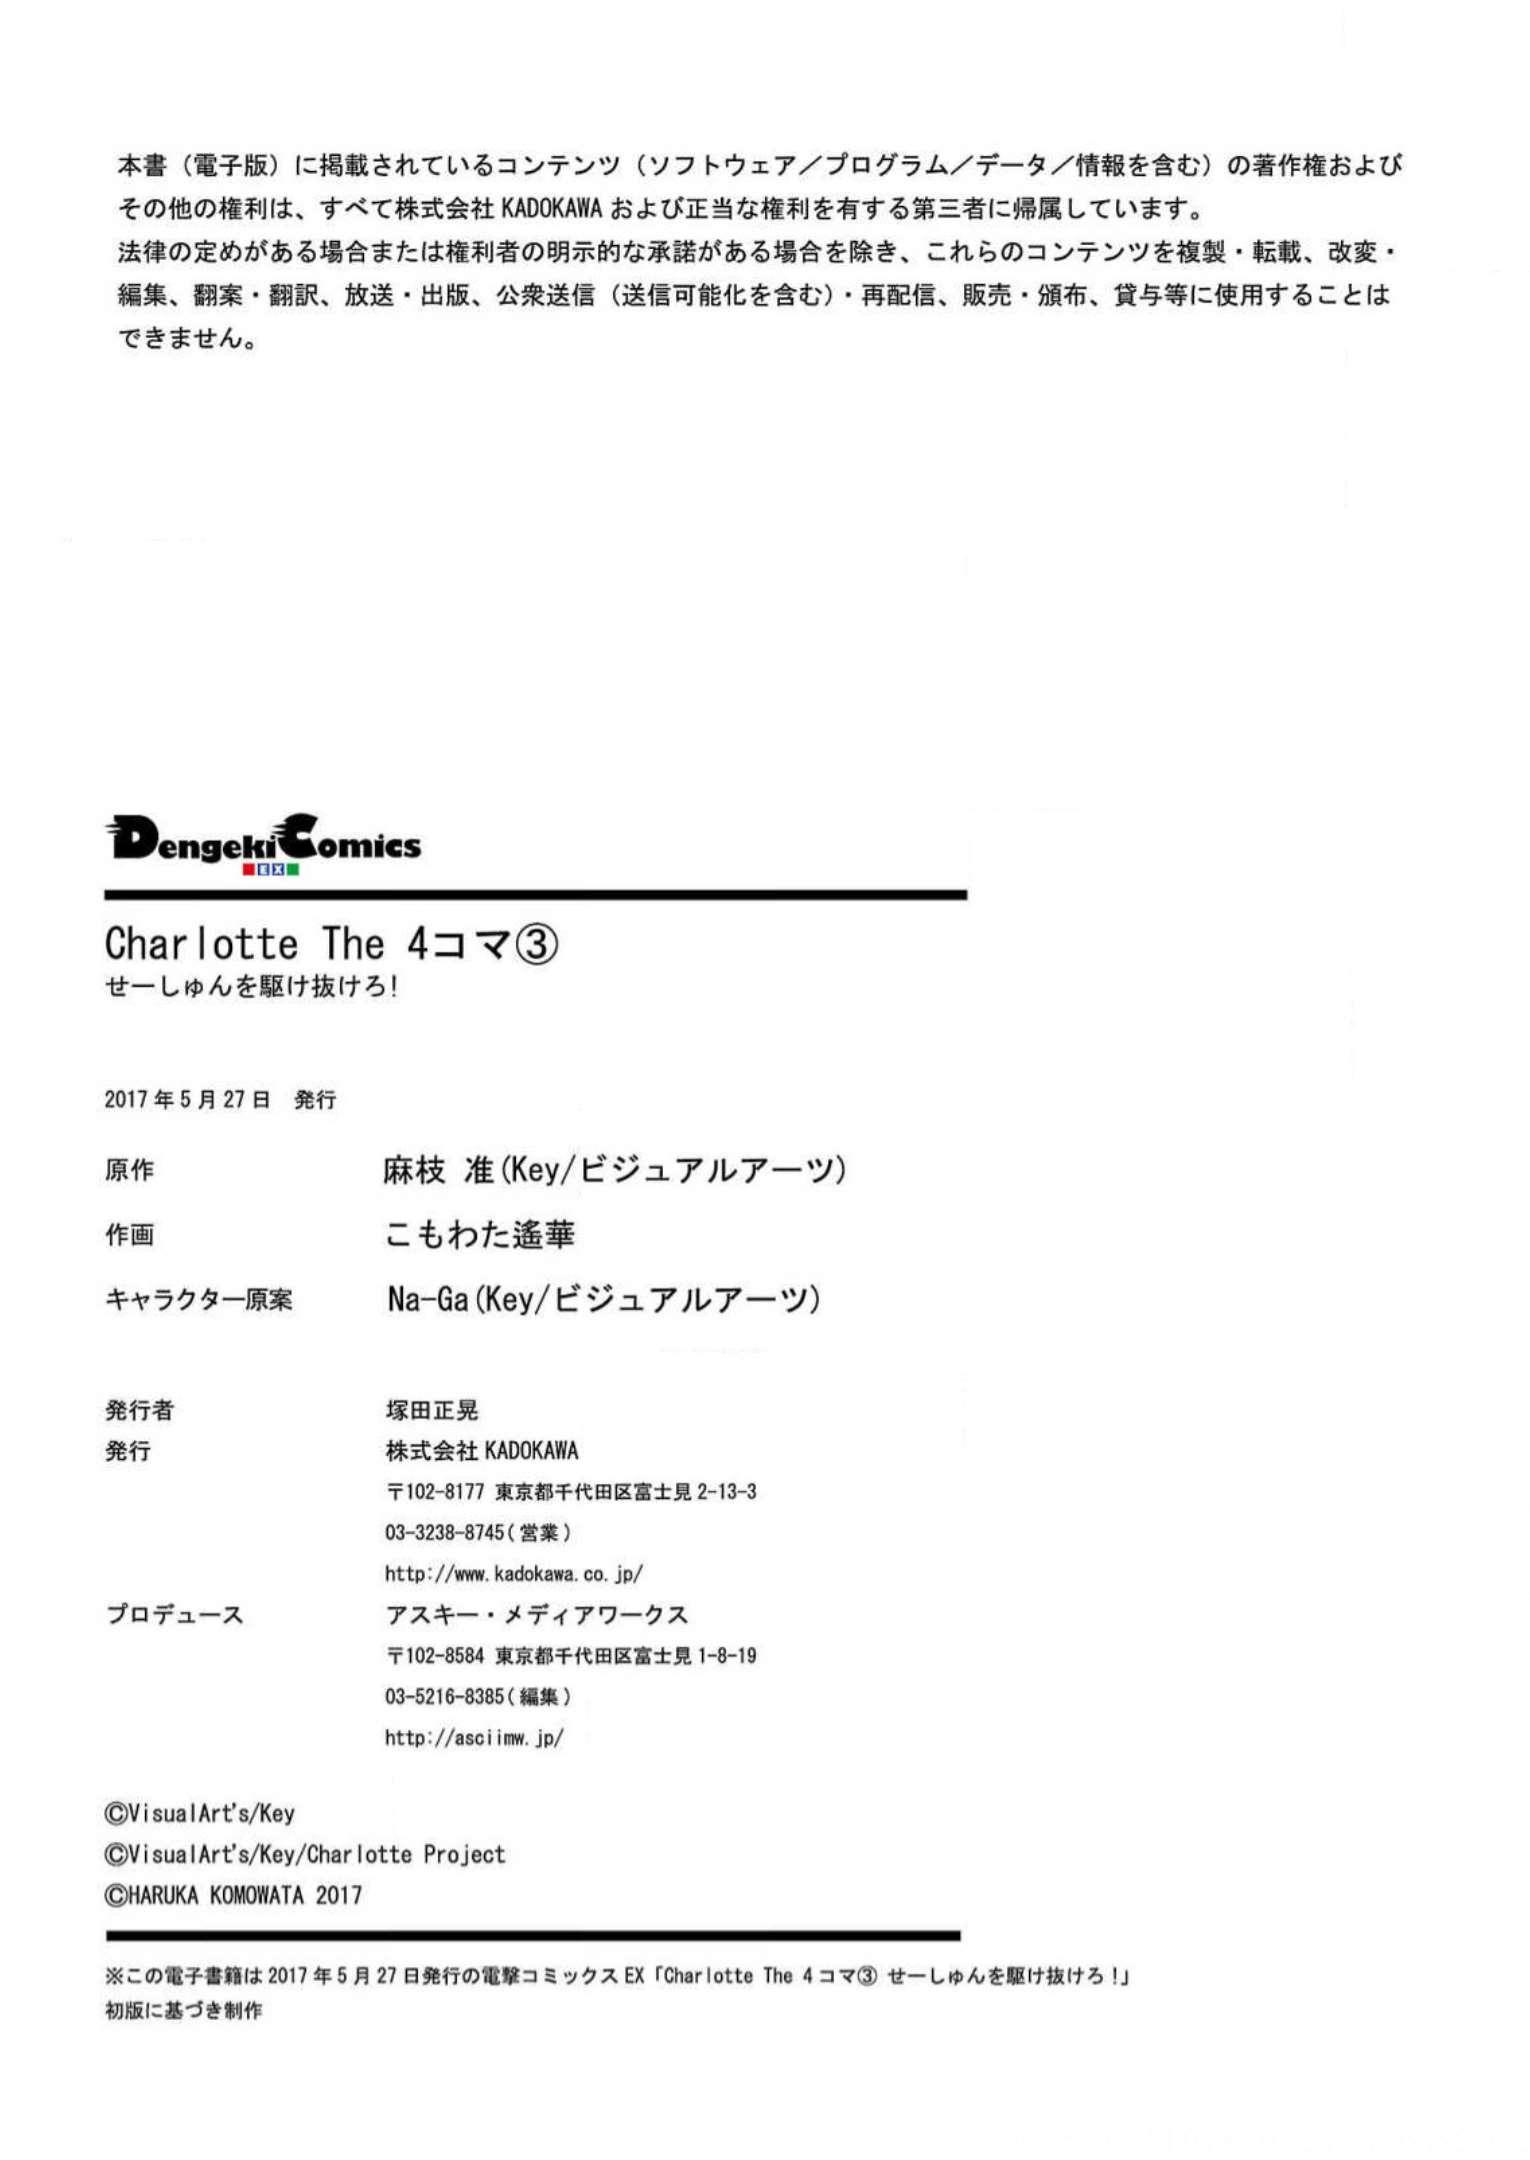 本書（電子版）に掲載されているコンテンツ（ソフトウェア／プログラム／データ／情報を含む）の著作権および
その他の権利は、すべて株式会社 KADOKAWA および正当な権利を有する第三者に帰属しています。
法律の定めがある場合または権利者の明示的な承諾がある場合を除き、これらのコンテンツを複製・転載、改変・
編集、翻案・翻訳、放送・出版、公衆送信（送信可能化を含む）・再配信、販売・頒布、貸与等に使用することは
できません。
Dengeki Comics
EX
Charlotte The 4コマ③
せーしゅんを駆け抜けろ!
2017 年 5 月 27 日　発行
原作 麻枝 准(Key/ビジュアルアーツ)
作画 こもわた遙華
キャラクター原案 Na-Ga(Key/ビジュアルアーツ)
発行者 塚田正晃
発行 株式会社 KADOKAWA
〒102-8177 東京都千代田区富士見 2-13-3
03-3238-8745(営業)
http://www.kadokawa.co.jp/
プロデュース アスキー・メディアワークス
〒102-8584 東京都千代田区富士見 1-8-19
03-5216-8385(編集)
http://asciimw.jp/
©VisualArt's/Key
©VisualArt's/Key/Charlotte Project
©HARUKA KOMOWATA 2017
※この電子書籍は 2017 年 5 月 27 日発行の電撃コミックス EX「Charlotte The 4コマ③ せーしゅんを駆け抜けろ!」
初版に基づき制作